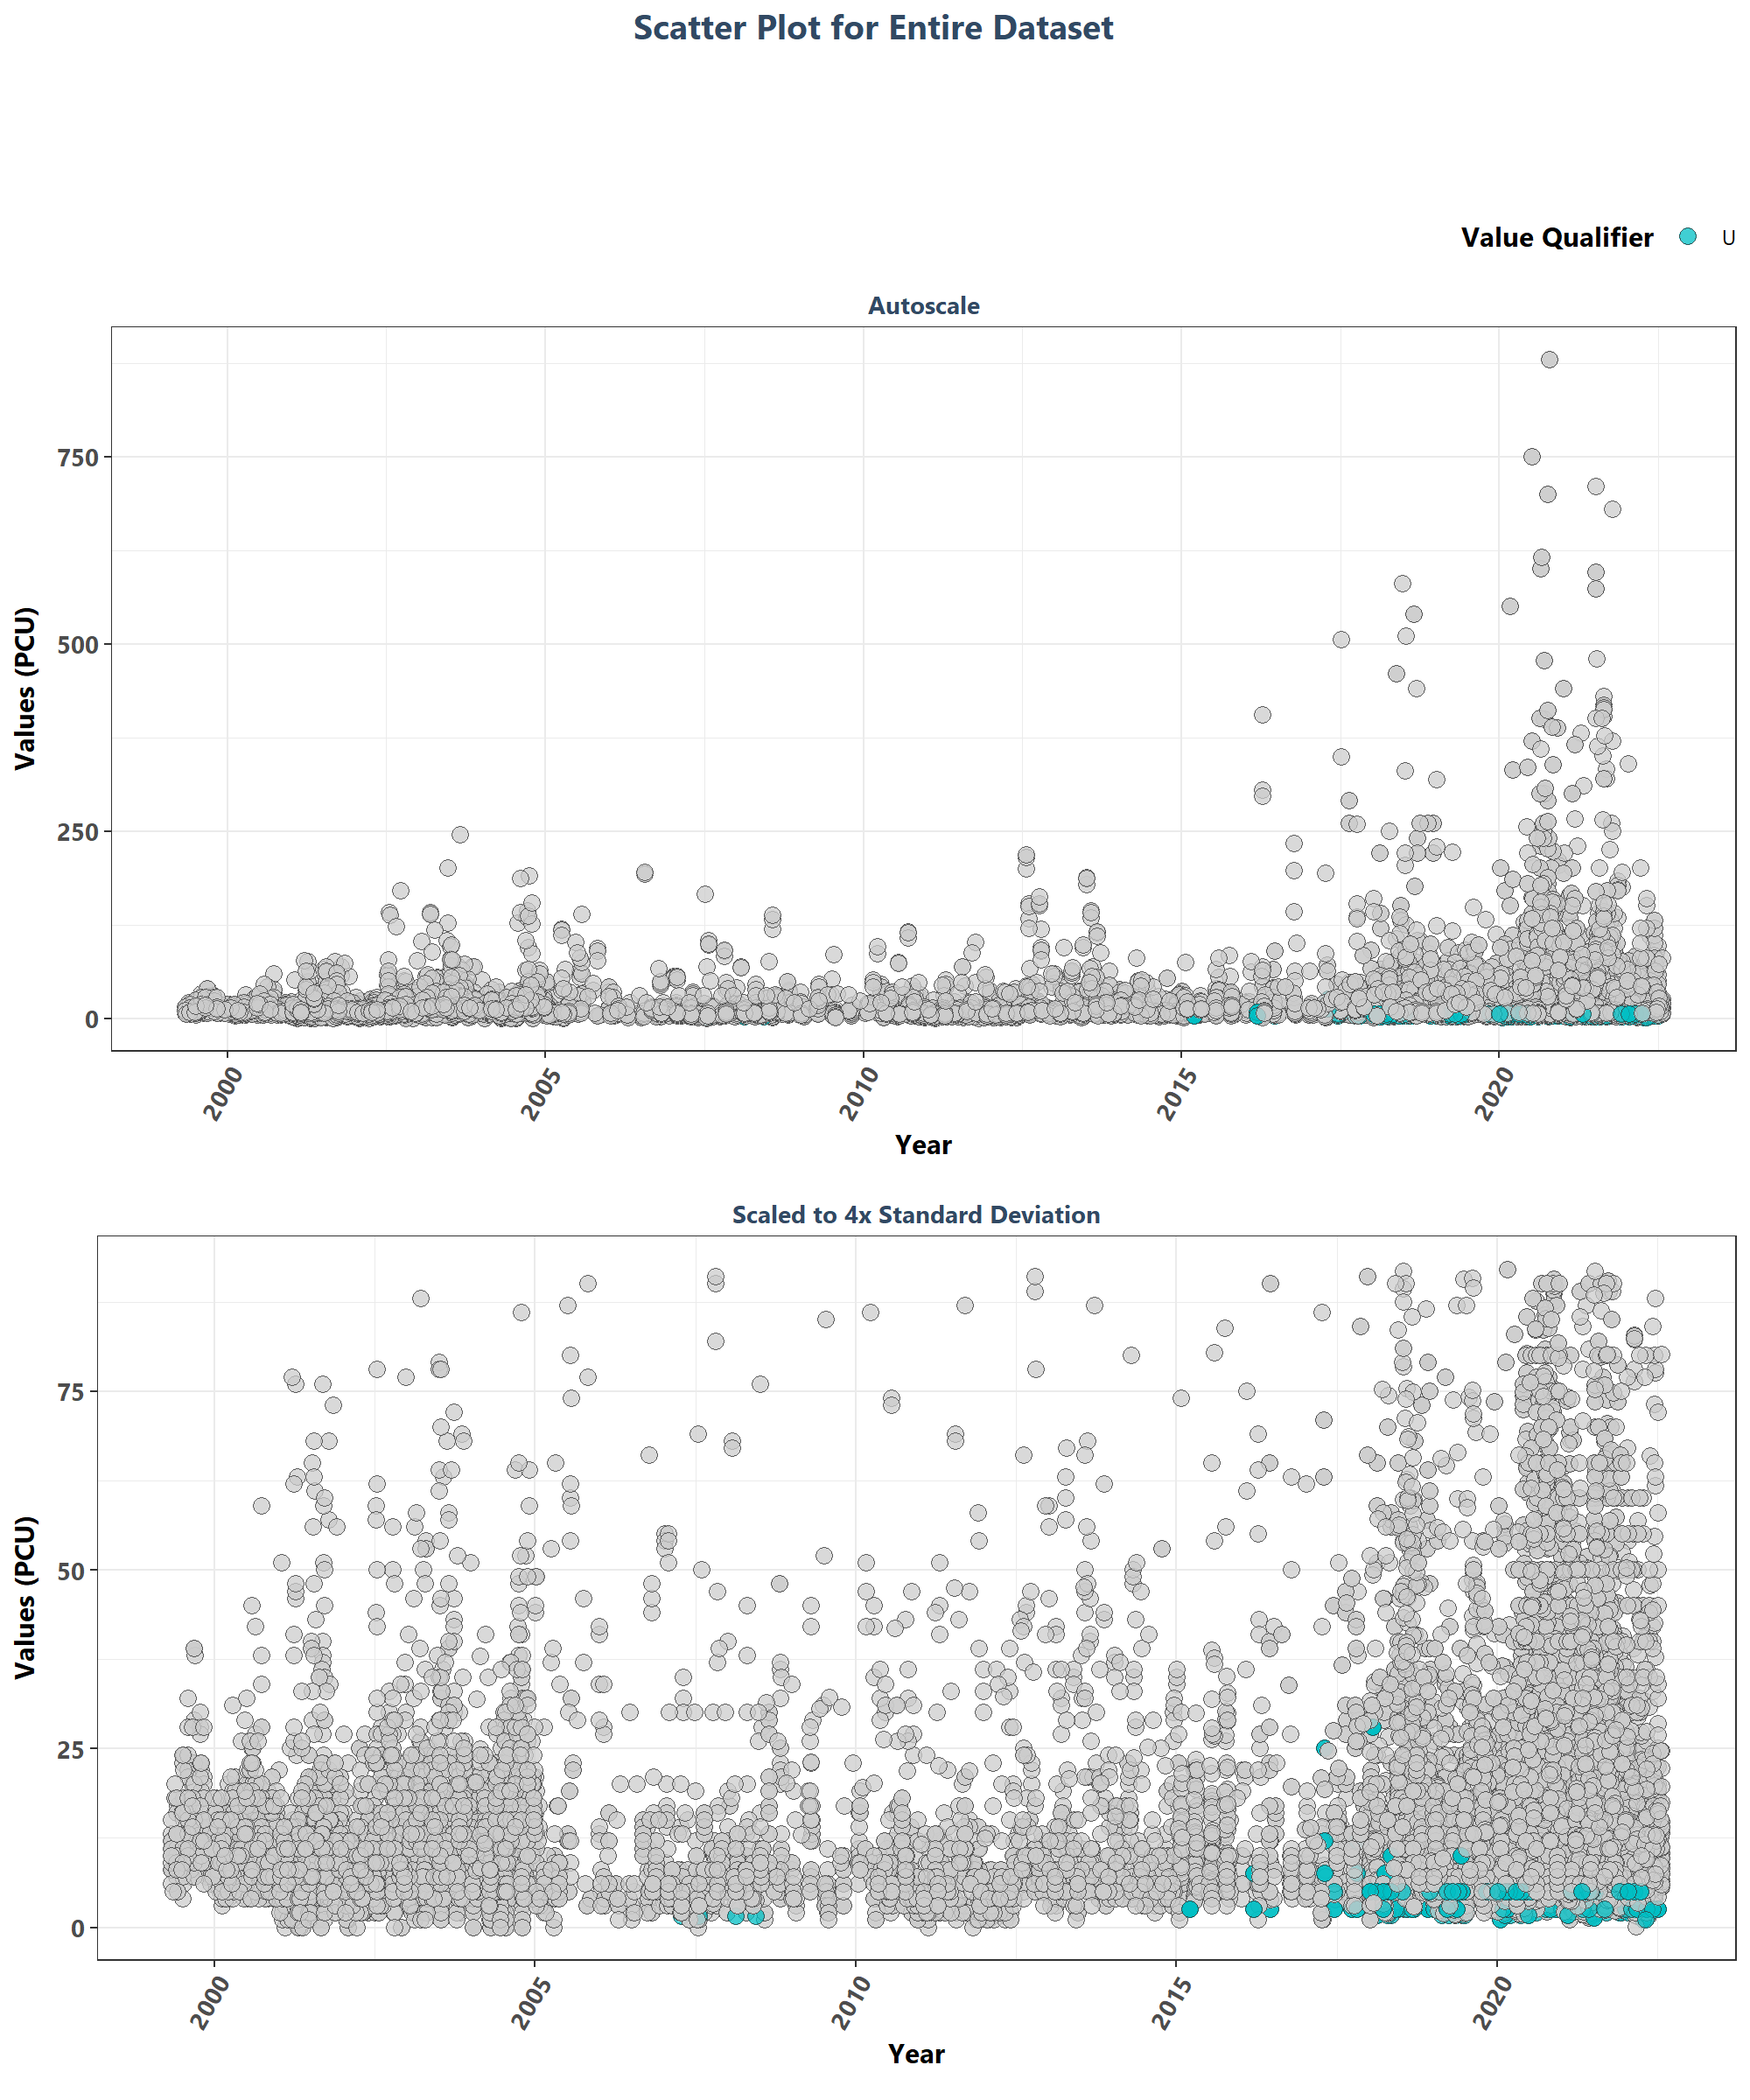 Scatter Plot for Entire Dataset
Value Qualifier U
Autoscale
Values (PCU)
750
500
250
0
2000 2005 2010 2015 2020
Year
Scaled to 4x Standard Deviation
Values (PCU)
75
50
25
0
2000 2005 2010 2015 2020
Year